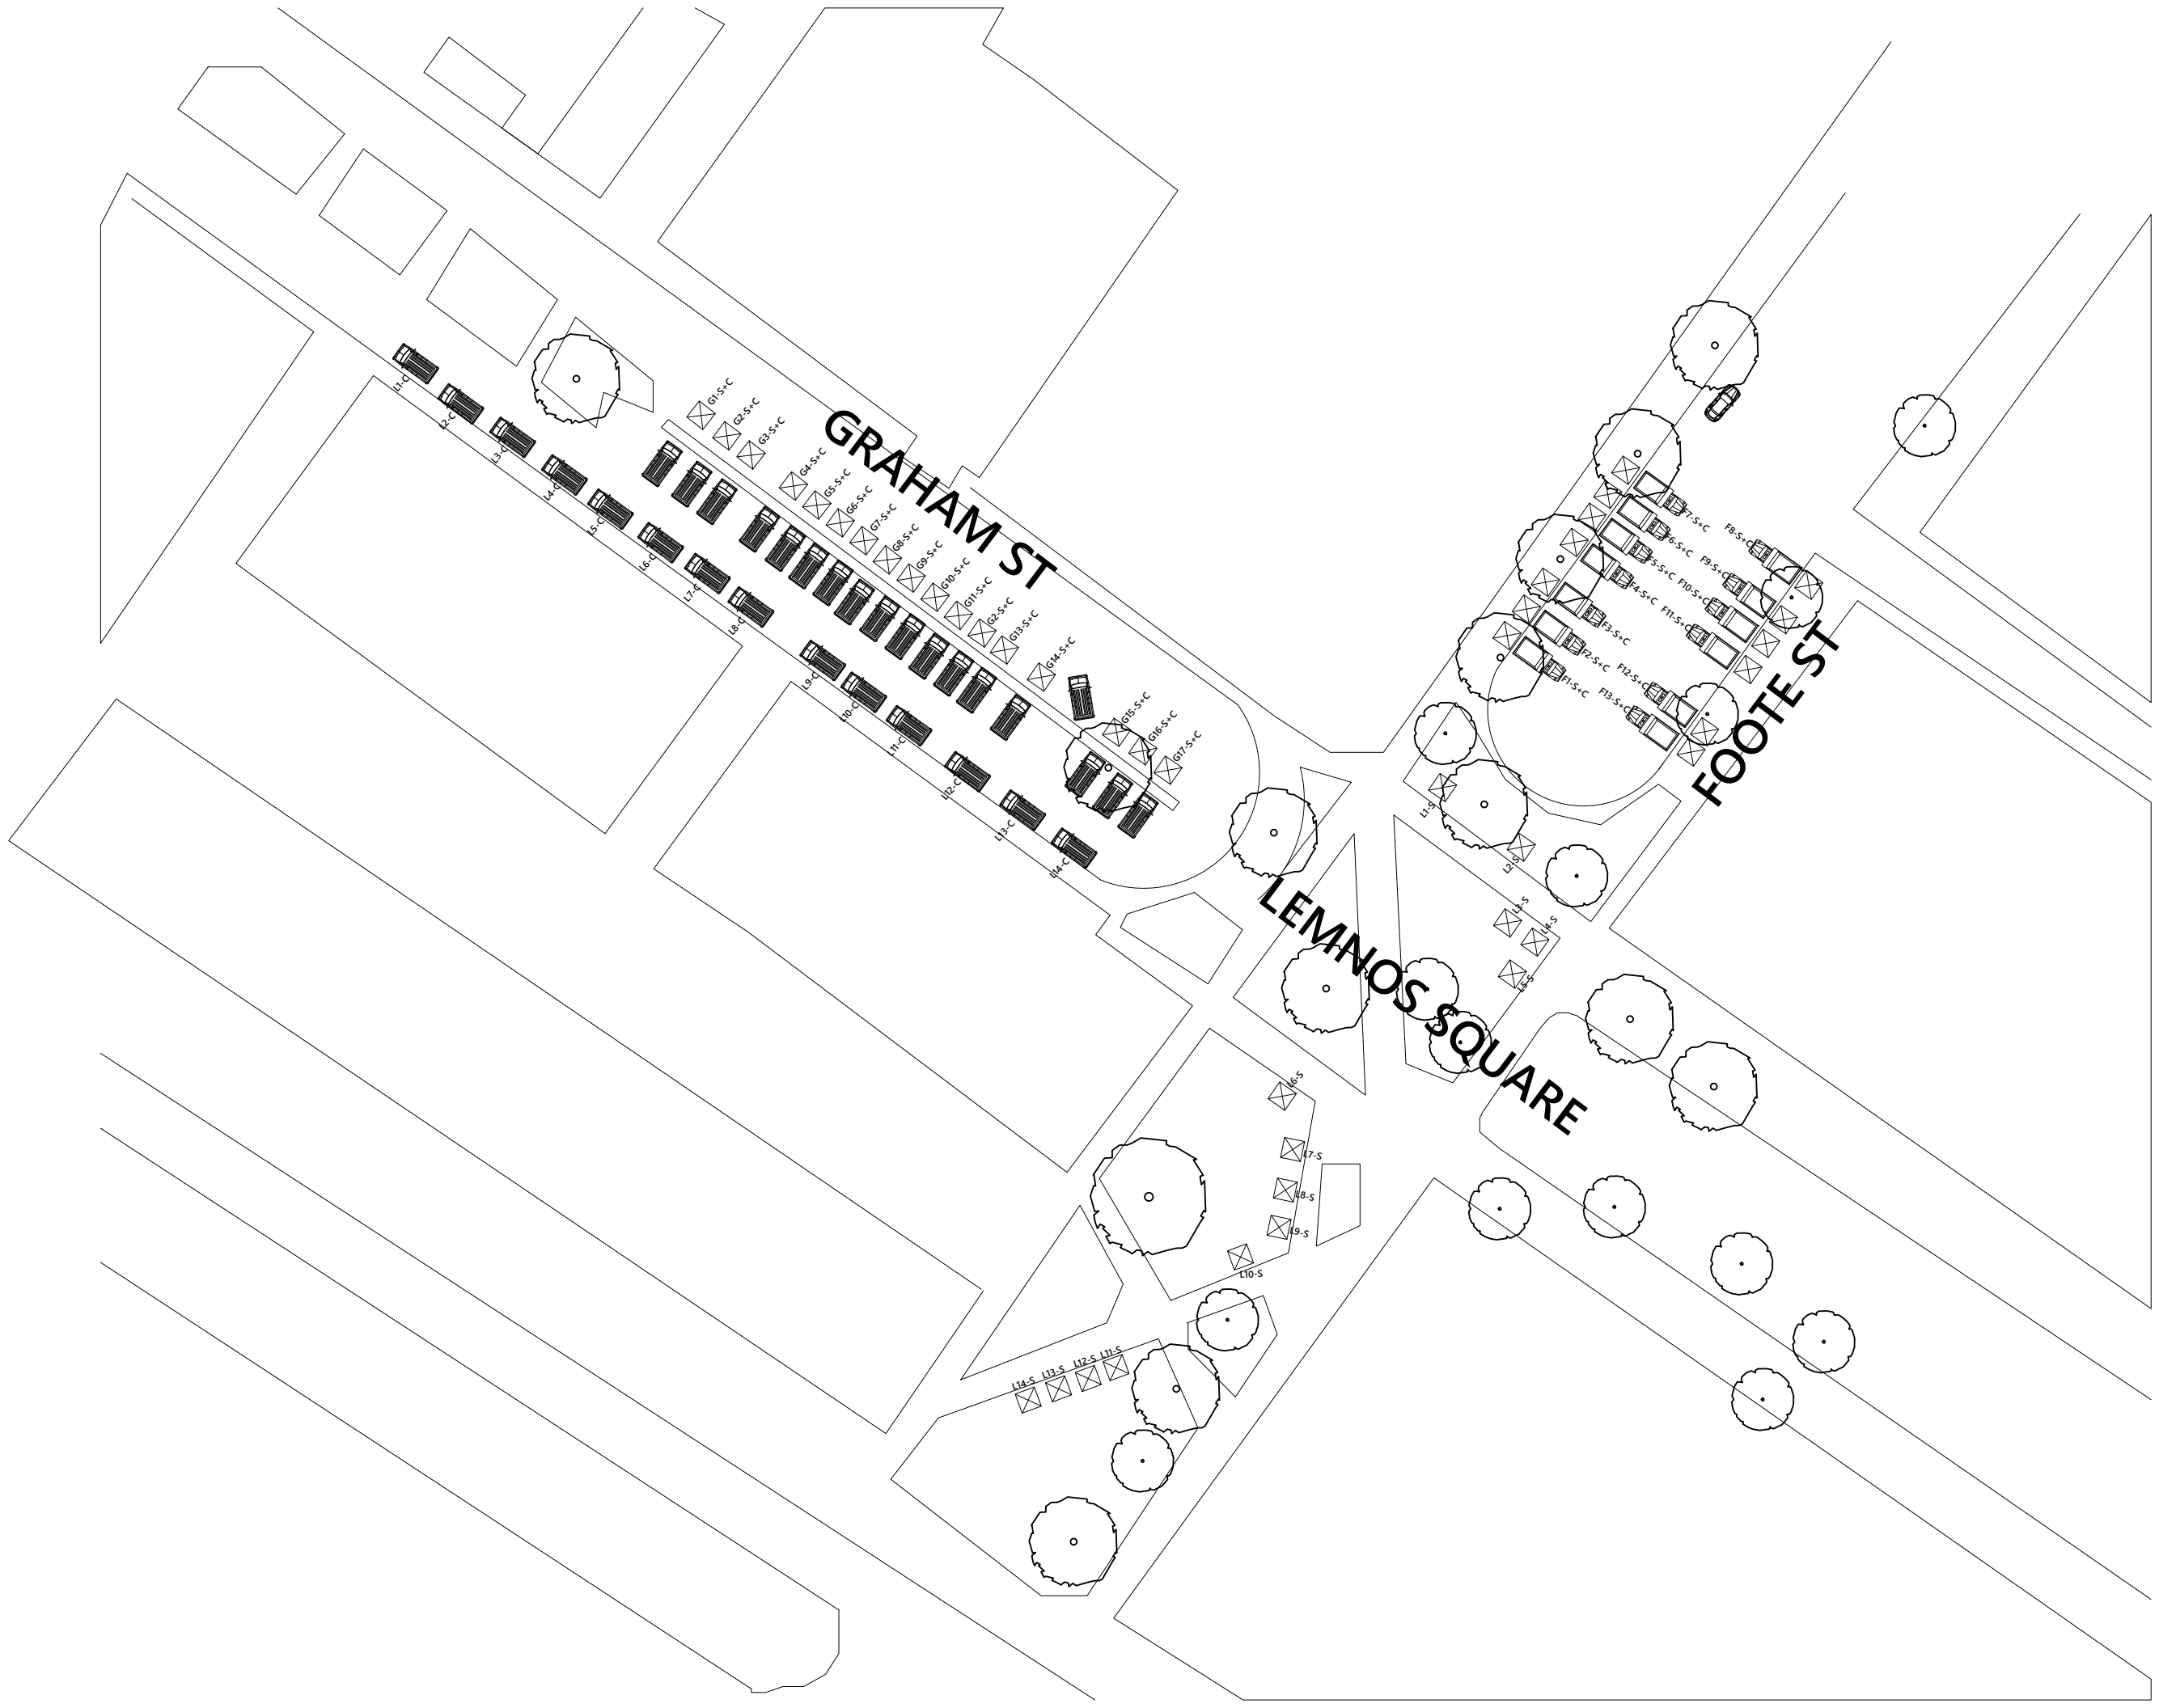 GRAHAM ST
FOOTE ST
LEMNOS SQUARE
L1-C
L2-C
L3-C
L4-C
L5-C
L6-C
L7-C
L8-C
L9-C
L10-C
L11-C
L12-C
L13-C
L14-C
G1-S+C
G2-S+C
G3-S+C
G4-S+C
G5-S+C
G6-S+C
G7-S+C
G8-S+C
G9-S+C
G10-S+C
G11-S+C
G2-S+C
G13-S+C
G14-S+C
G15-S+C
G16-S+C
G17-S+C
F7-S+C
F6-S+C
F5-S+C
F4-S+C
F3-S+C
F2-S+C
F1-S+C
F8-S+C
F9-S+C
F10-S+C
F11-S+C
F12-S+C
F13-S+C
L1-S
L2-S
L3-S
L4-S
L5-S
L6-S
L7-S
L8-S
L9-S
L10-S
L11-S
L12-S
L13-S
L14-S